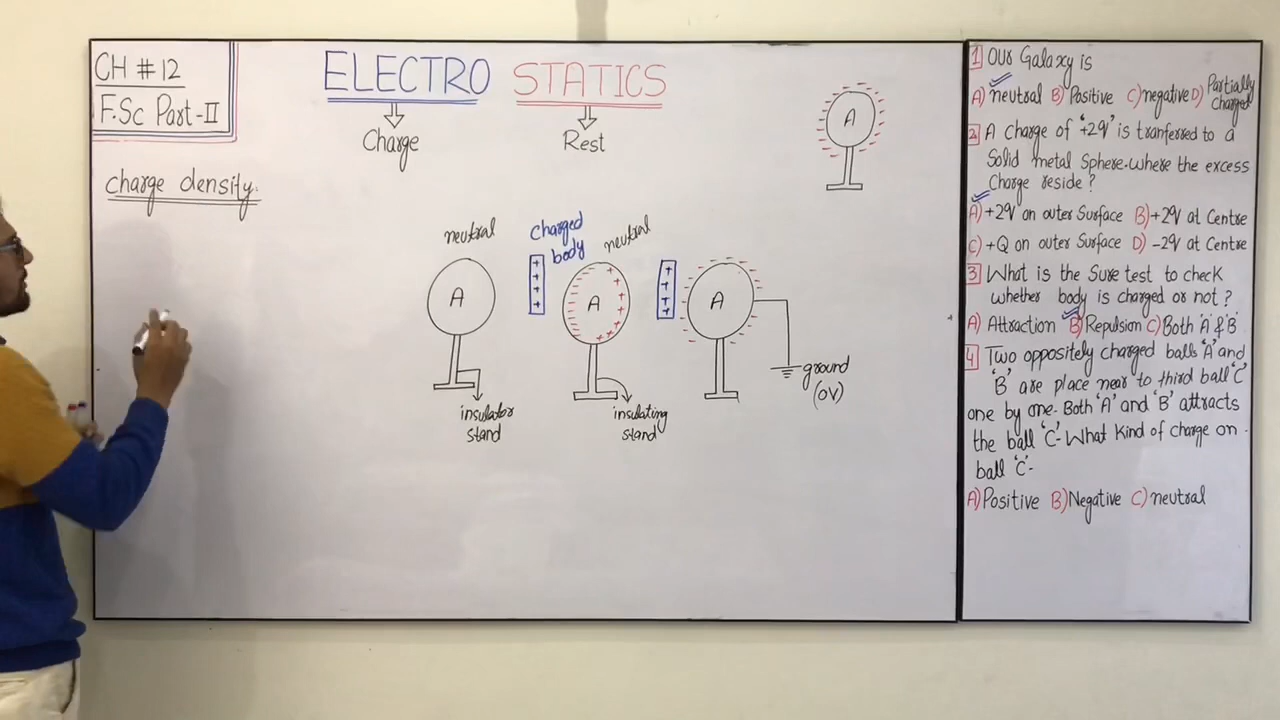 CH # 12
F.Sc Part-II
ELECTRO STATICS
Charge
Rest
charge density:
A
neutral
A
insulator
stand
charged
body
+
+
+
+
neutral
A
insulating
stand
+
+
+
+
A
ground
(0V)
1 Our Galaxy is
A) neutral B) Positive C) negative D) Partially
charged
2 A Charge of '+2q' is tranferred to a
Solid metal Sphere. Where the excess
Charge reside ?
A) +2q on outer Surface B) +2q at Centre
C) +Q on outer Surface D) -2q at Centre
3 What is the Sure test to check
whether body is charged or not ?
A) Attraction B) Repulsion C) Both 'A' & 'B'
4 Two oppositely charged balls 'A' and
'B' are place near to third ball 'C'
one by one. Both 'A' and 'B' attracts
the ball 'C'- What Kind of charge on
ball 'C'-
A) Positive B) Negative C) neutral